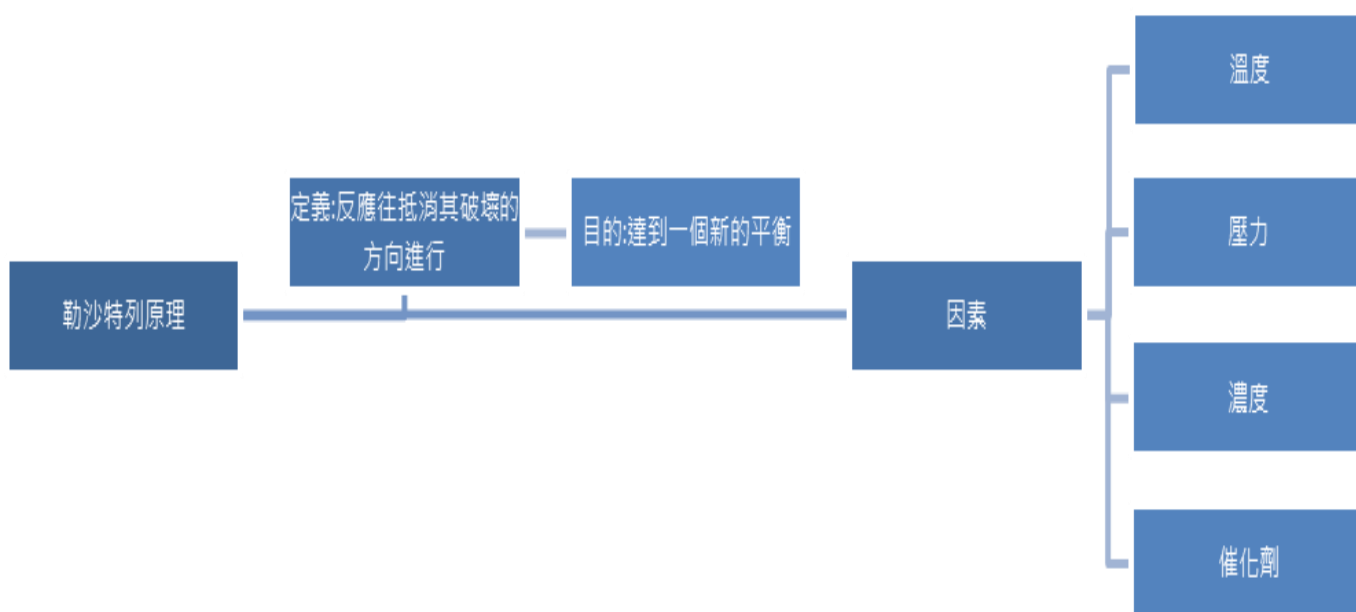 勒沙特列原理
定義:反應往抵消其破壞的
方向進行
目的:達到一個新的平衡
因素
溫度
壓力
濃度
催化劑